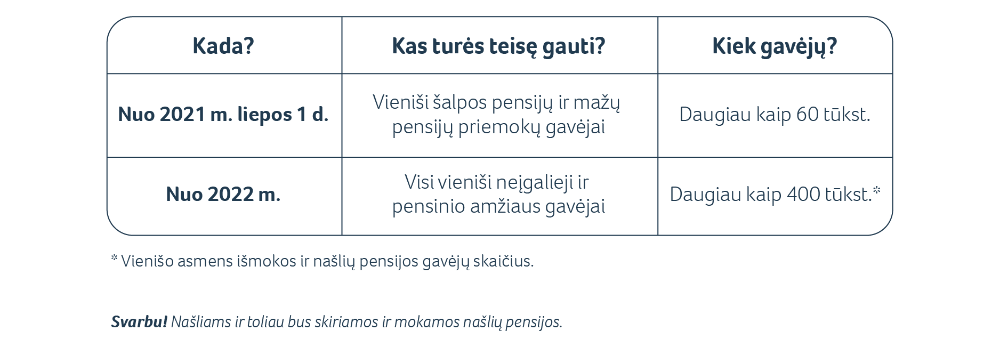 Kada?
Kas turės teisę gauti?
Kiek gavėjų?
Nuo 2021 m. liepos 1 d.
Vieniši šalpos pensijų ir mažų
pensijų priemokų gavėjai
Daugiau kaip 60 tūkst.
Nuo 2022 m.
Visi vieniši neįgalieji ir
pensinio amžiaus gavėjai
Daugiau kaip 400 tūkst.*
* Vienišo asmens išmokos ir našlių pensijos gavėjų skaičius.
Svarbu! Našliams ir toliau bus skiriamos ir mokamos našlių pensijos.